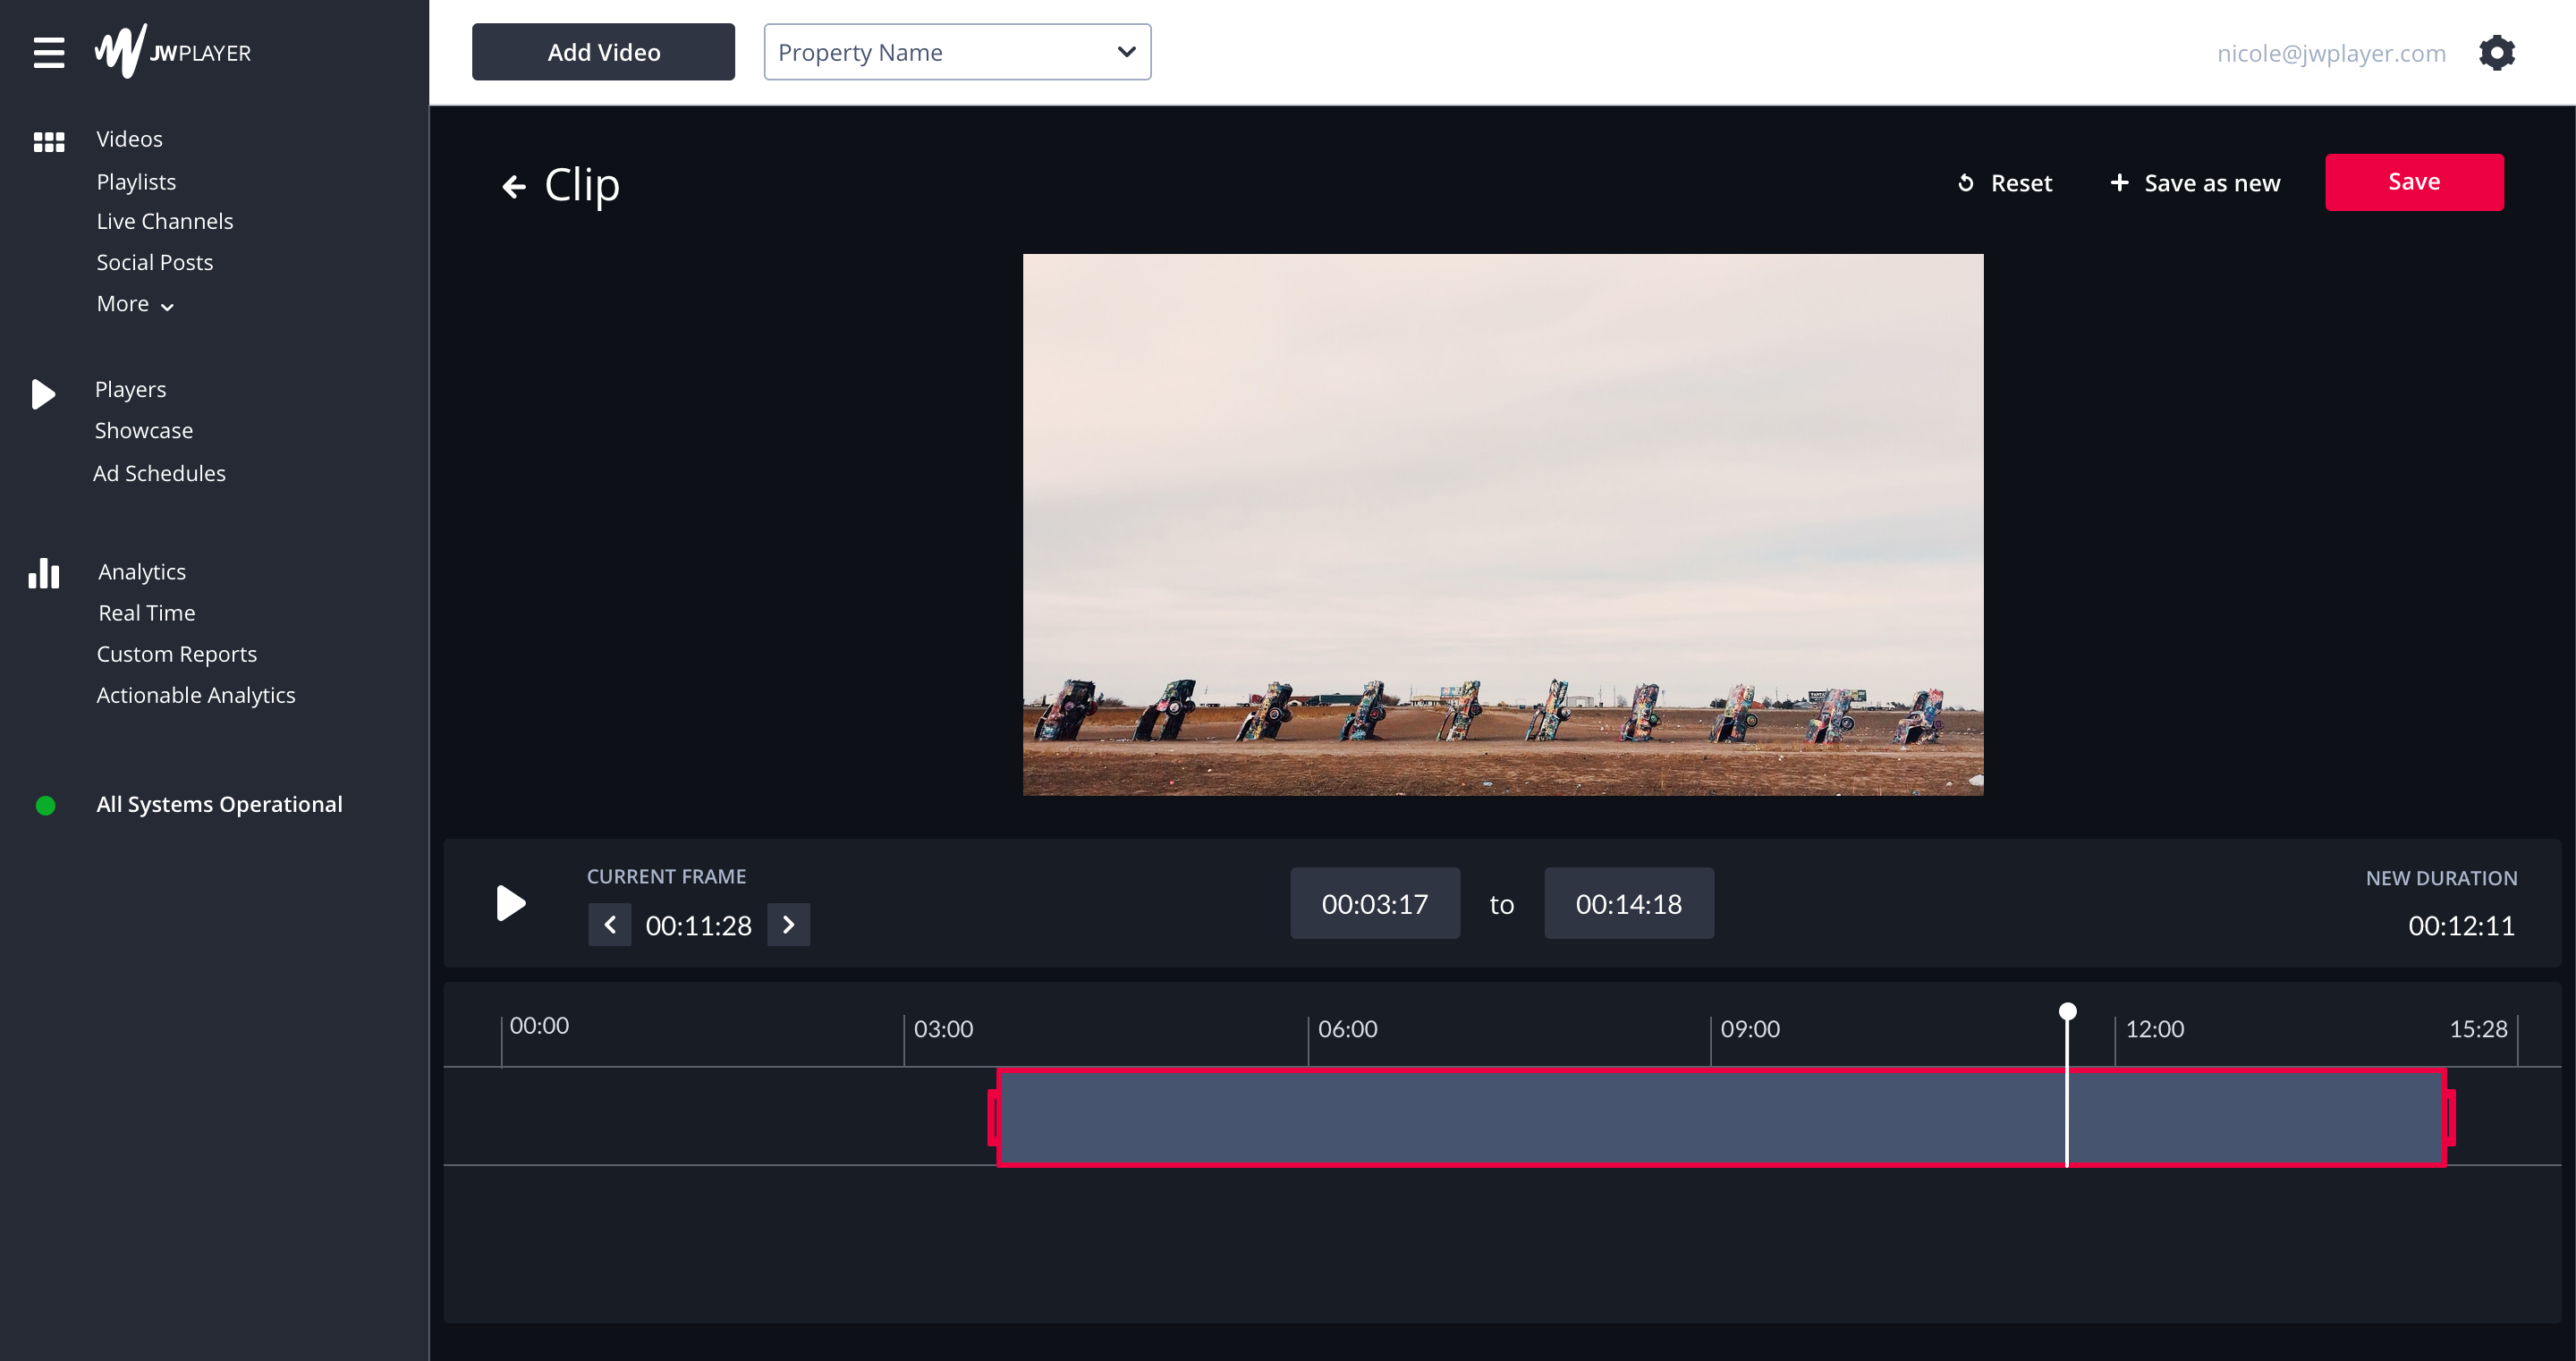 JWPLAYER
Add Video
Property Name
nicole@jwplayer.com
Videos
Playlists
Live Channels
Social Posts
More
Players
Showcase
Ad Schedules
Analytics
Real Time
Custom Reports
Actionable Analytics
All Systems Operational
Clip
Reset
+ Save as new
Save
CURRENT FRAME
00:11:28
00:03:17 to 00:14:18
NEW DURATION
00:12:11
00:00 03:00 06:00 09:00 12:00 15:28